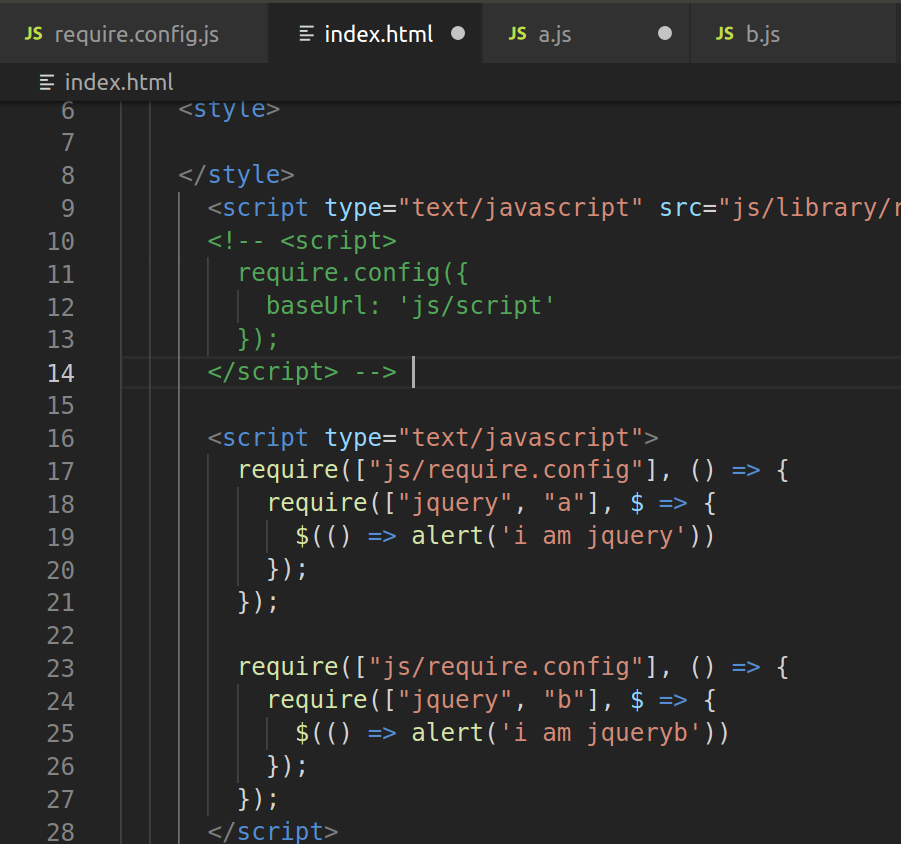 JS require.config.js index.html JS a.js JS b.js
index.html
6 <style>
7
8 </style>
9 <script type="text/javascript" src="js/library/r
10 <!-- <script>
11 require.config({
12 baseUrl: 'js/script'
13 });
14 </script> -->
15
16 <script type="text/javascript">
17 require(["js/require.config"], () => {
18 require(["jquery", "a"], $ => {
19 $(() => alert('i am jquery'))
20 });
21 });
22
23 require(["js/require.config"], () => {
24 require(["jquery", "b"], $ => {
25 $(() => alert('i am jqueryb'))
26 });
27 });
28 </script>